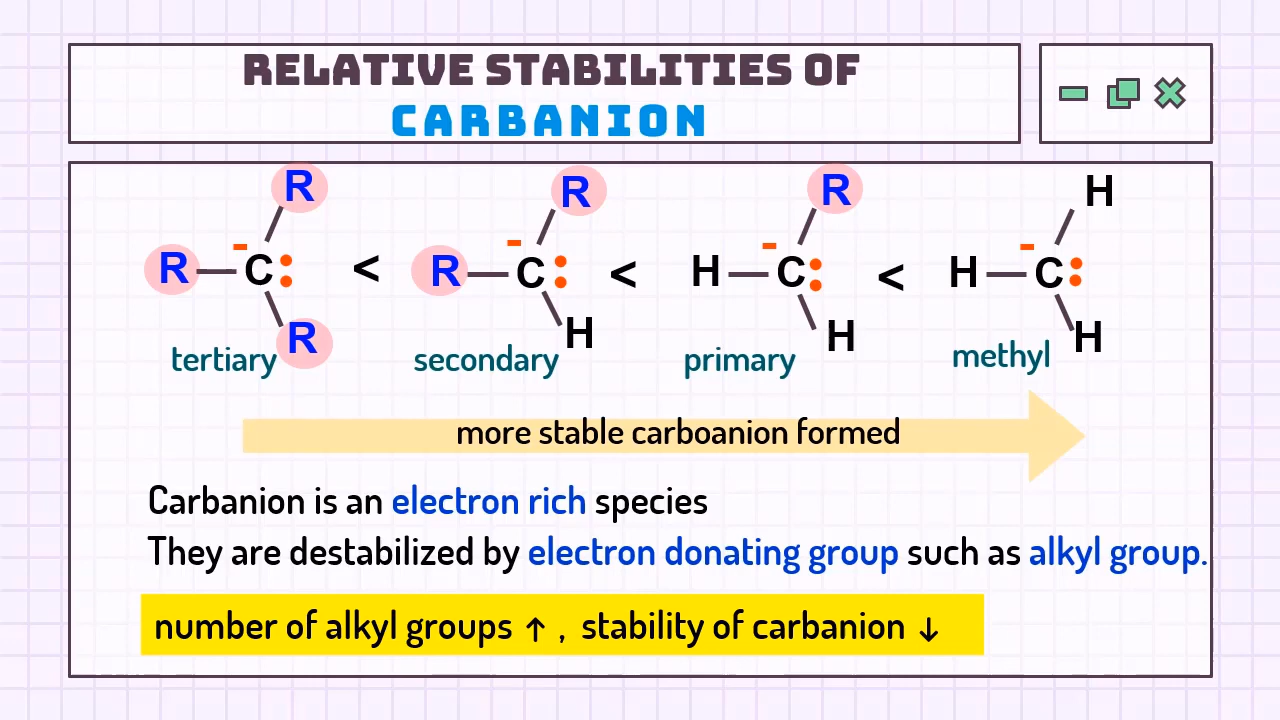 RELATIVE STABILITIES OF
CARBANION
R
R
R
H
R — C: < R — C: < H — C: < H — C:
R
H
H
H
tertiary
secondary
primary
methyl
more stable carboanion formed
Carbanion is an electron rich species
They are destabilized by electron donating group such as alkyl group.
number of alkyl groups ↑ , stability of carbanion ↓